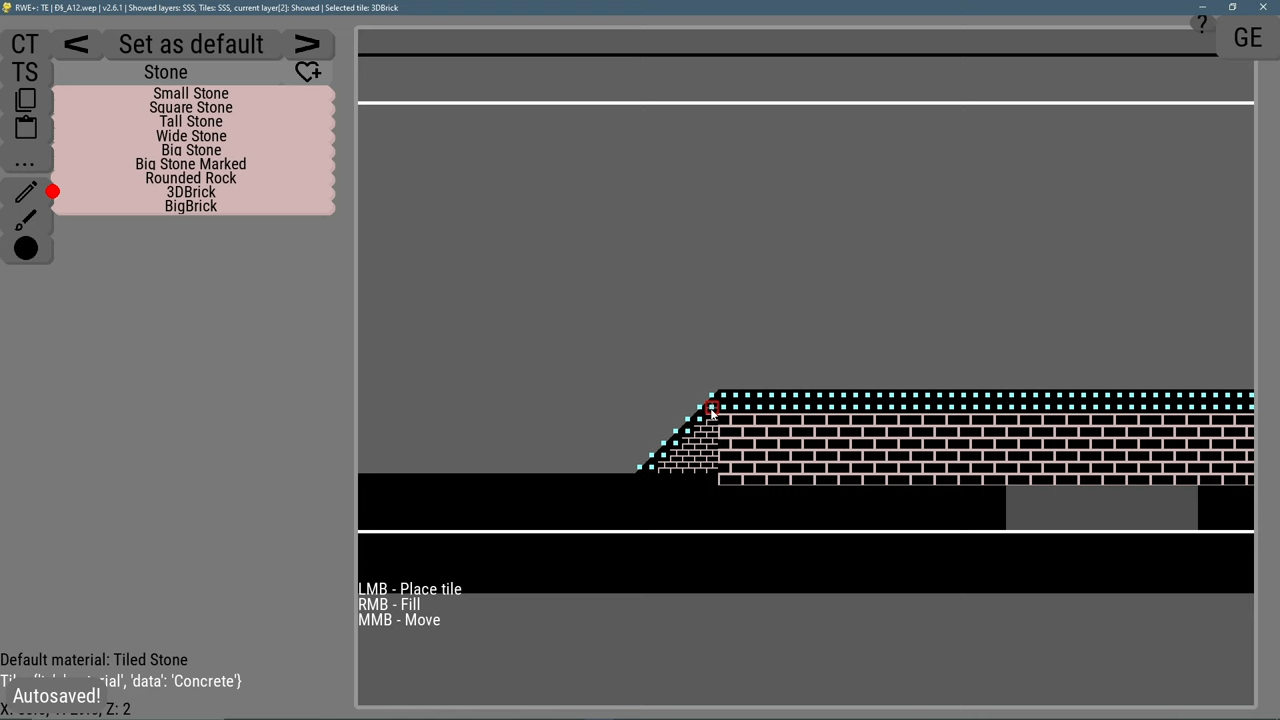 RWE+: TE | D6_A12.wep | v2.6.1 | Showed layers: SSS, Tiles: SSS, current layer[2]: Showed | Selected tile: 3DBrick
?
GE
CT < Set as default >
TS Stone
Small Stone
Square Stone
Tall Stone
Wide Stone
Big Stone
Big Stone Marked
Rounded Rock
3DBrick
BigBrick
...
LMB - Place tile
RMB - Fill
MMB - Move
Default material: Tiled Stone
'data': 'Concrete'}
Autosaved!
Z: 2